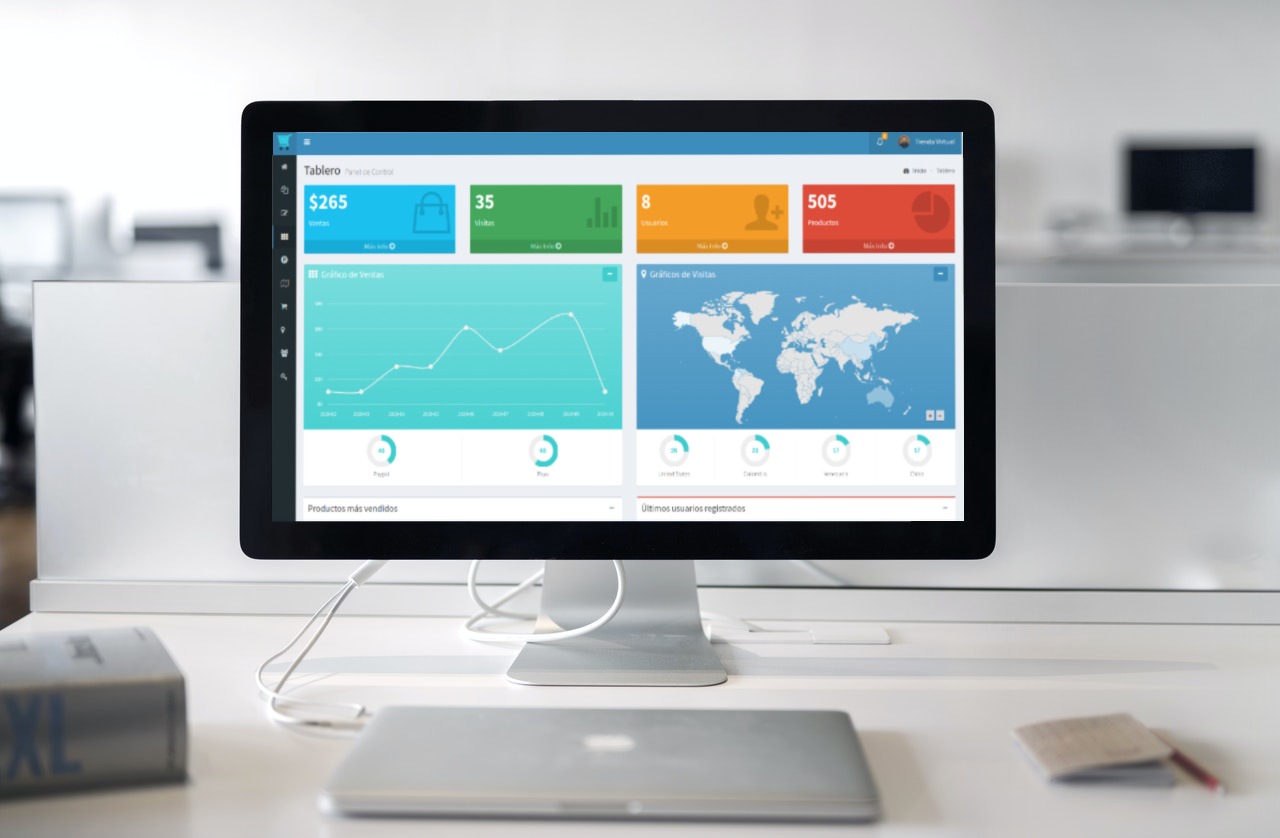 Tienda Virtual
Tablero Panel de Control
Inicio Tablero
$265
Ventas
Más Info
35
Visitas
Más Info
8
Usuarios
Más Info
505
Productos
Más Info
Gráfico de Ventas
Gráficos de Visitas
Paypal
Payu
United States
Colombia
Venezuela
China
Productos más vendidos
Últimos usuarios registrados
XL